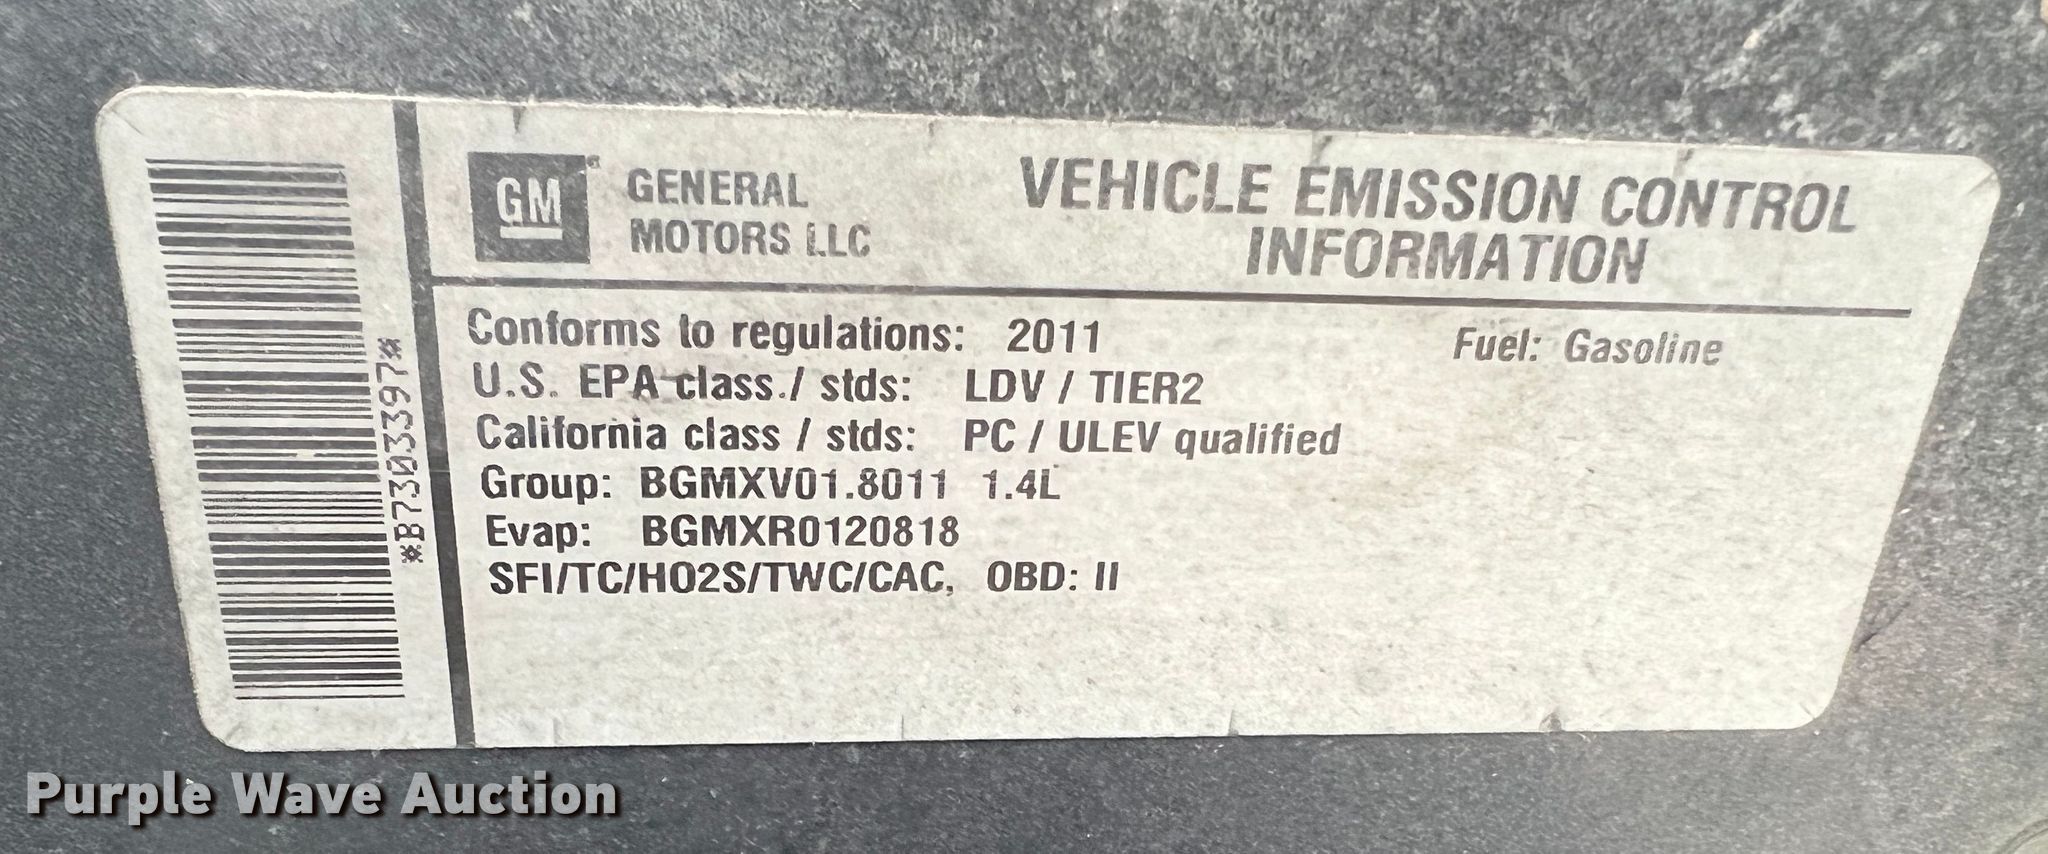 *B73033397*
GM
GENERAL
MOTORS LLC
VEHICLE EMISSION CONTROL
INFORMATION
Conforms to regulations: 2011 Fuel: Gasoline
U.S. EPA class./ stds: LDV / TIER2
California class / stds: PC / ULEV qualified
Group: BGMXV01.8011 1.4L
Evap: BGMXR0120818
SFI/TC/HO2S/TWC/CAC, OBD: II
Purple Wave Auction